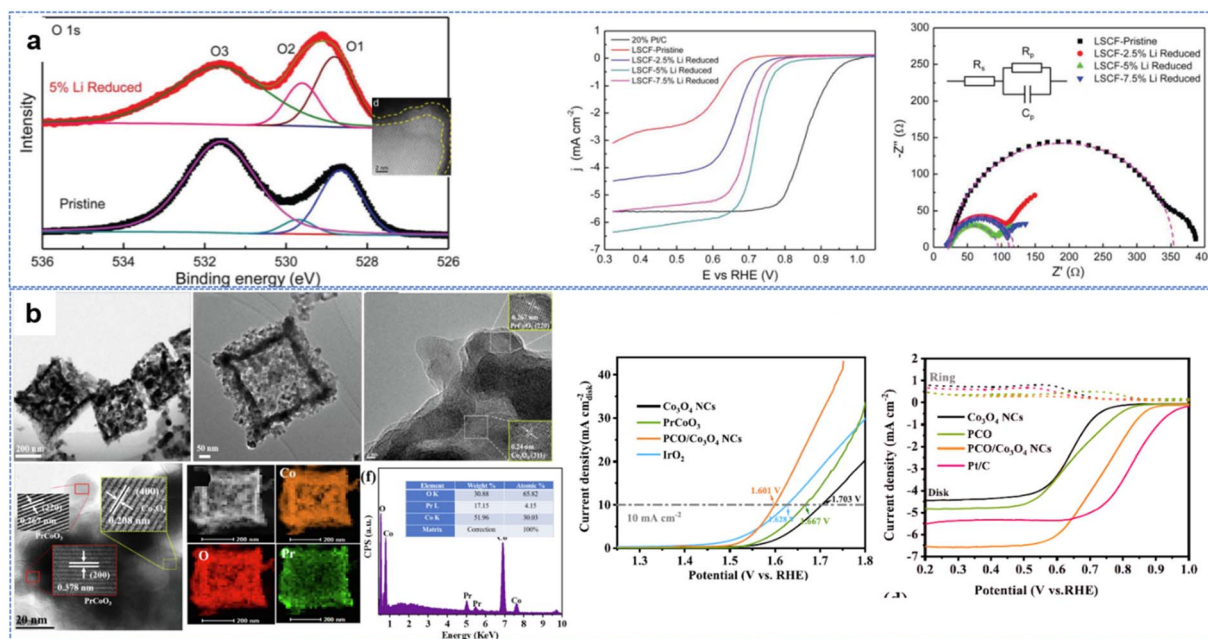 a
O 1s
O3
O2
O1
5% Li Reduced
Pristine
d
2 nm
Intensity
536 534 532 530 528 526
Binding energy (eV)
20% Pt/C
LSCF-Pristine
LSCF-2.5% Li Reduced
LSCF-5% Li Reduced
LSCF-7.5% Li Reduced
j (mA cm-2)
1
0
-1
-2
-3
-4
-5
-6
-7
0.3 0.4 0.5 0.6 0.7 0.8 0.9 1.0
E vs RHE (V)
LSCF-Pristine
LSCF-2.5% Li Reduced
LSCF-5% Li Reduced
LSCF-7.5% Li Reduced
Rs
Rp
Cp
-Z'' (Ω)
300
250
200
150
100
50
0
0 50 100 150 200 250 300 350 40
Z' (Ω)
b
200 nm
50 nm
0.267 nm
PrCoO3 (220)
0.24 nm
Co3O4 (311)
(220)
0.267 nm
PrCoO3
(400)
Co3O4
0.208 nm
(200)
0.378 nm
PrCoO3
20 nm
Co
200 nm
200 nm
O
Pr
200 nm
200 nm
(f)
Element Weight % Atomic %
O K 30.88 65.82
Pr L 17.15 4.15
Co K 51.96 30.03
Matrix Correction 100%
CPS (a.u.)
O
Co
Co
Pr
Pr
Co
0 2 4 6 8 10
Energy (KeV)
Current density(mA cm-2disk)
40
30
20
10
0
Co3O4 NCs
PrCoO3
PCO/Co3O4 NCs
IrO2
1.601 V
1.703 V
1.628 V
1.667 V
10 mA cm-2
1.3 1.4 1.5 1.6 1.7 1.8
Potential (V vs. RHE)
Current density (mA cm-2)
2
1
0
-1
-2
-3
-4
-5
-6
-7
Ring
Co3O4 NCs
PCO
PCO/Co3O4 NCs
Pt/C
Disk
0.2 0.3 0.4 0.5 0.6 0.7 0.8 0.9 1.0
Potential (V vs.RHE)